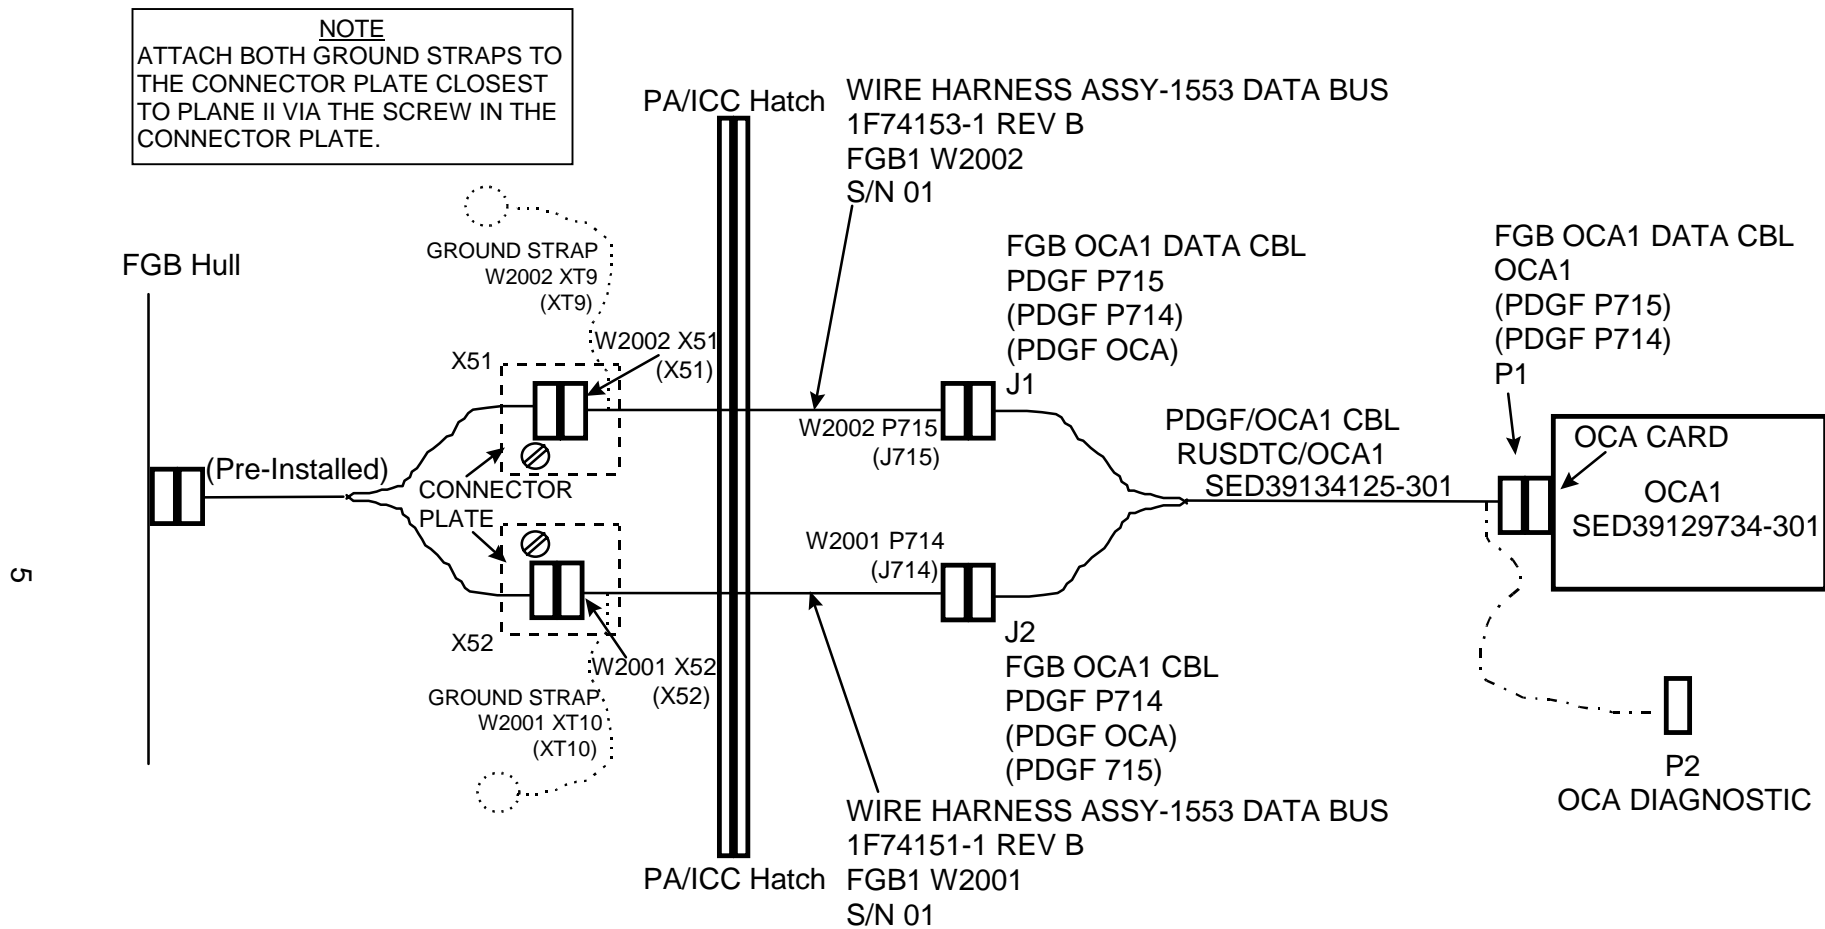 NOTE
ATTACH BOTH GROUND STRAPS TO
THE CONNECTOR PLATE CLOSEST
TO PLANE II VIA THE SCREW IN THE
CONNECTOR PLATE.
PA/ICC Hatch
WIRE HARNESS ASSY-1553 DATA BUS
1F74153-1 REV B
FGB1 W2002
S/N 01
FGB Hull
GROUND STRAP
W2002 XT9
(XT9)
FGB OCA1 DATA CBL
PDGF P715
(PDGF P714)
(PDGF OCA)
J1
FGB OCA1 DATA CBL
OCA1
(PDGF P715)
(PDGF P714)
P1
X51
W2002 X51
(X51)
W2002 P715
(J715)
PDGF/OCA1 CBL
RUSDTC/OCA1
SED39134125-301
OCA CARD
OCA1
SED39129734-301
(Pre-Installed)
CONNECTOR
PLATE
W2001 P714
(J714)
5
X52
W2001 X52
(X52)
GROUND STRAP
W2001 XT10
(XT10)
J2
FGB OCA1 CBL
PDGF P714
(PDGF OCA)
(PDGF 715)
P2
OCA DIAGNOSTIC
PA/ICC Hatch
WIRE HARNESS ASSY-1553 DATA BUS
1F74151-1 REV B
FGB1 W2001
S/N 01